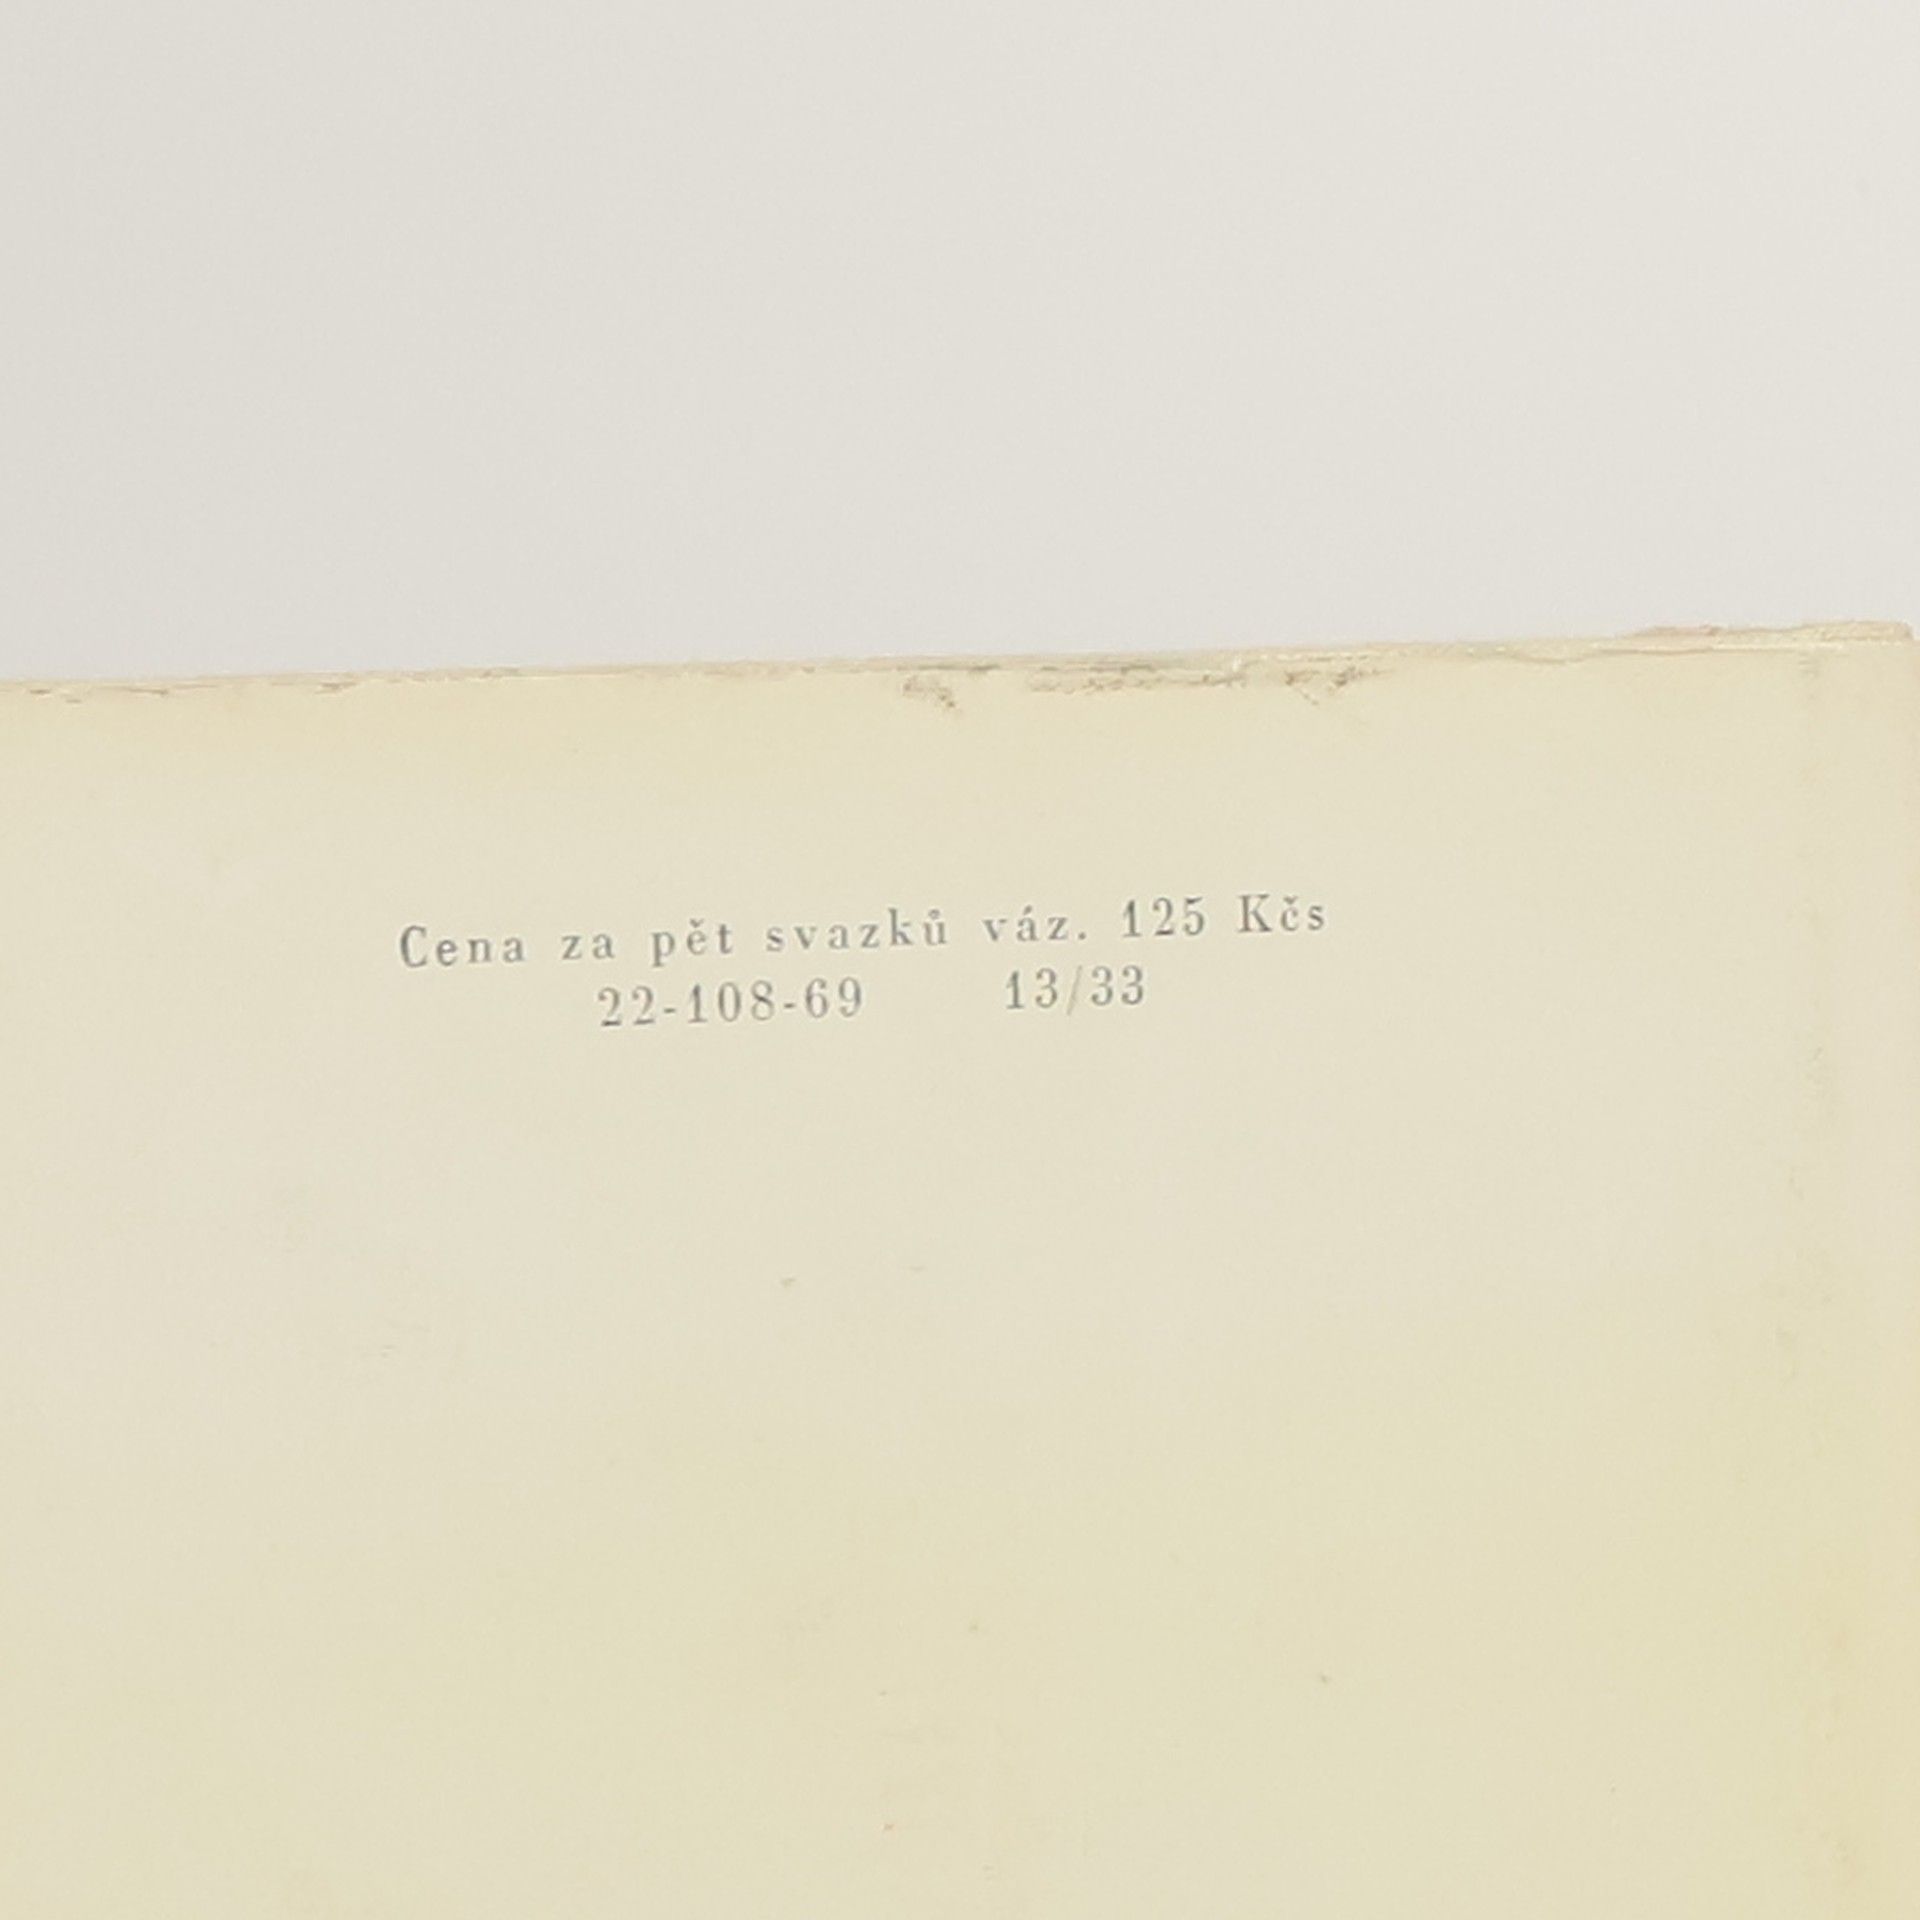 Cena za pět svazků váz. 125 Kčs
22-108-69 13/33